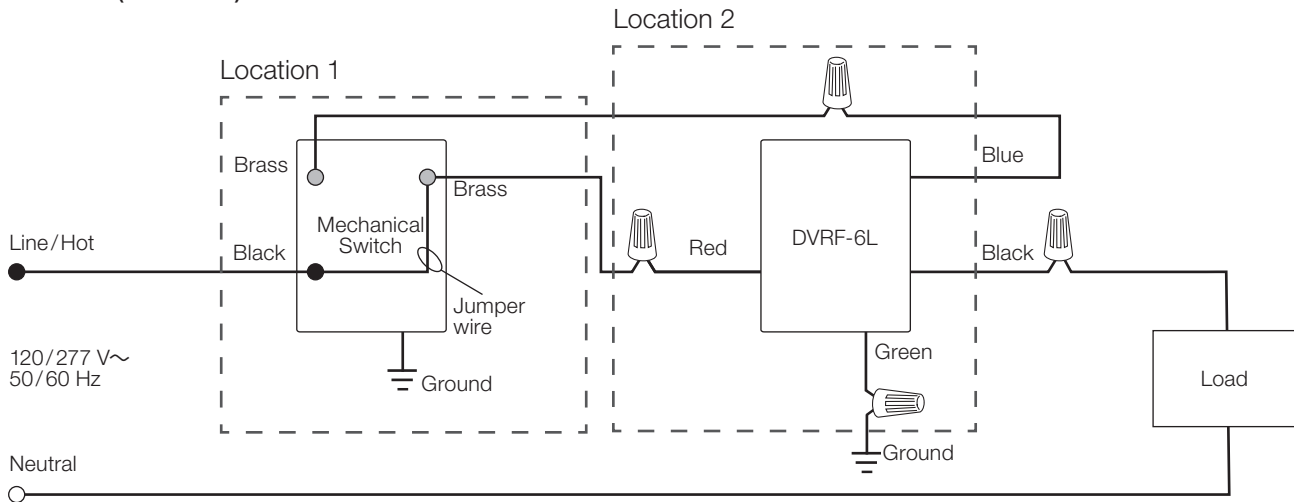 Location 2
Location 1
Brass
Brass
Blue
Mechanical
Switch
DVRF-6L
Line/Hot
Black
Red
Black
Jumper
wire
120/277 V~
50/60 Hz
Ground
Green
Load
Ground
Neutral